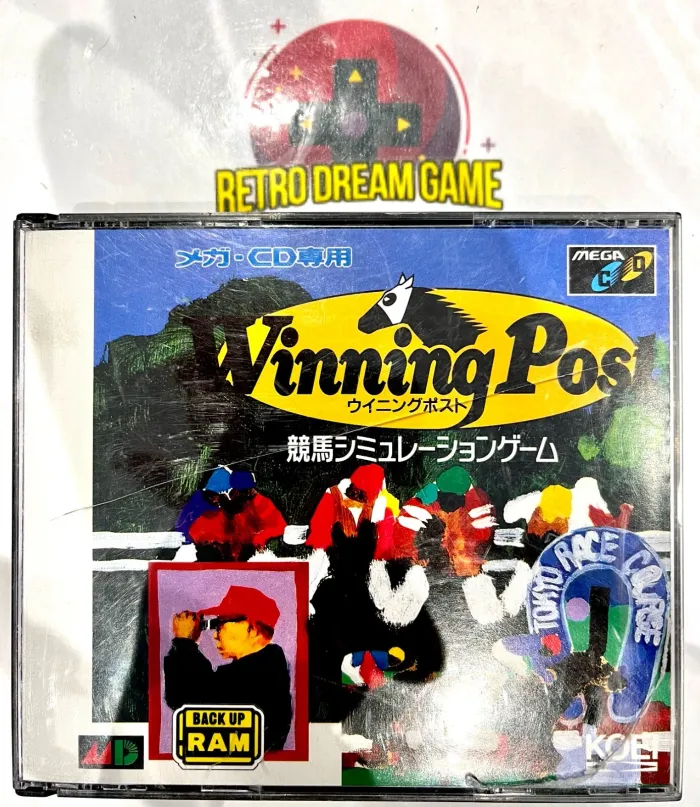 RETRO DREAM GAME
メガ・CD専用
MEGA
CD
Winning Post
ウイニングポスト
競馬シミュレーションゲーム
TOKYO RACE COURSE
BACK UP
RAM
MD
KOEI